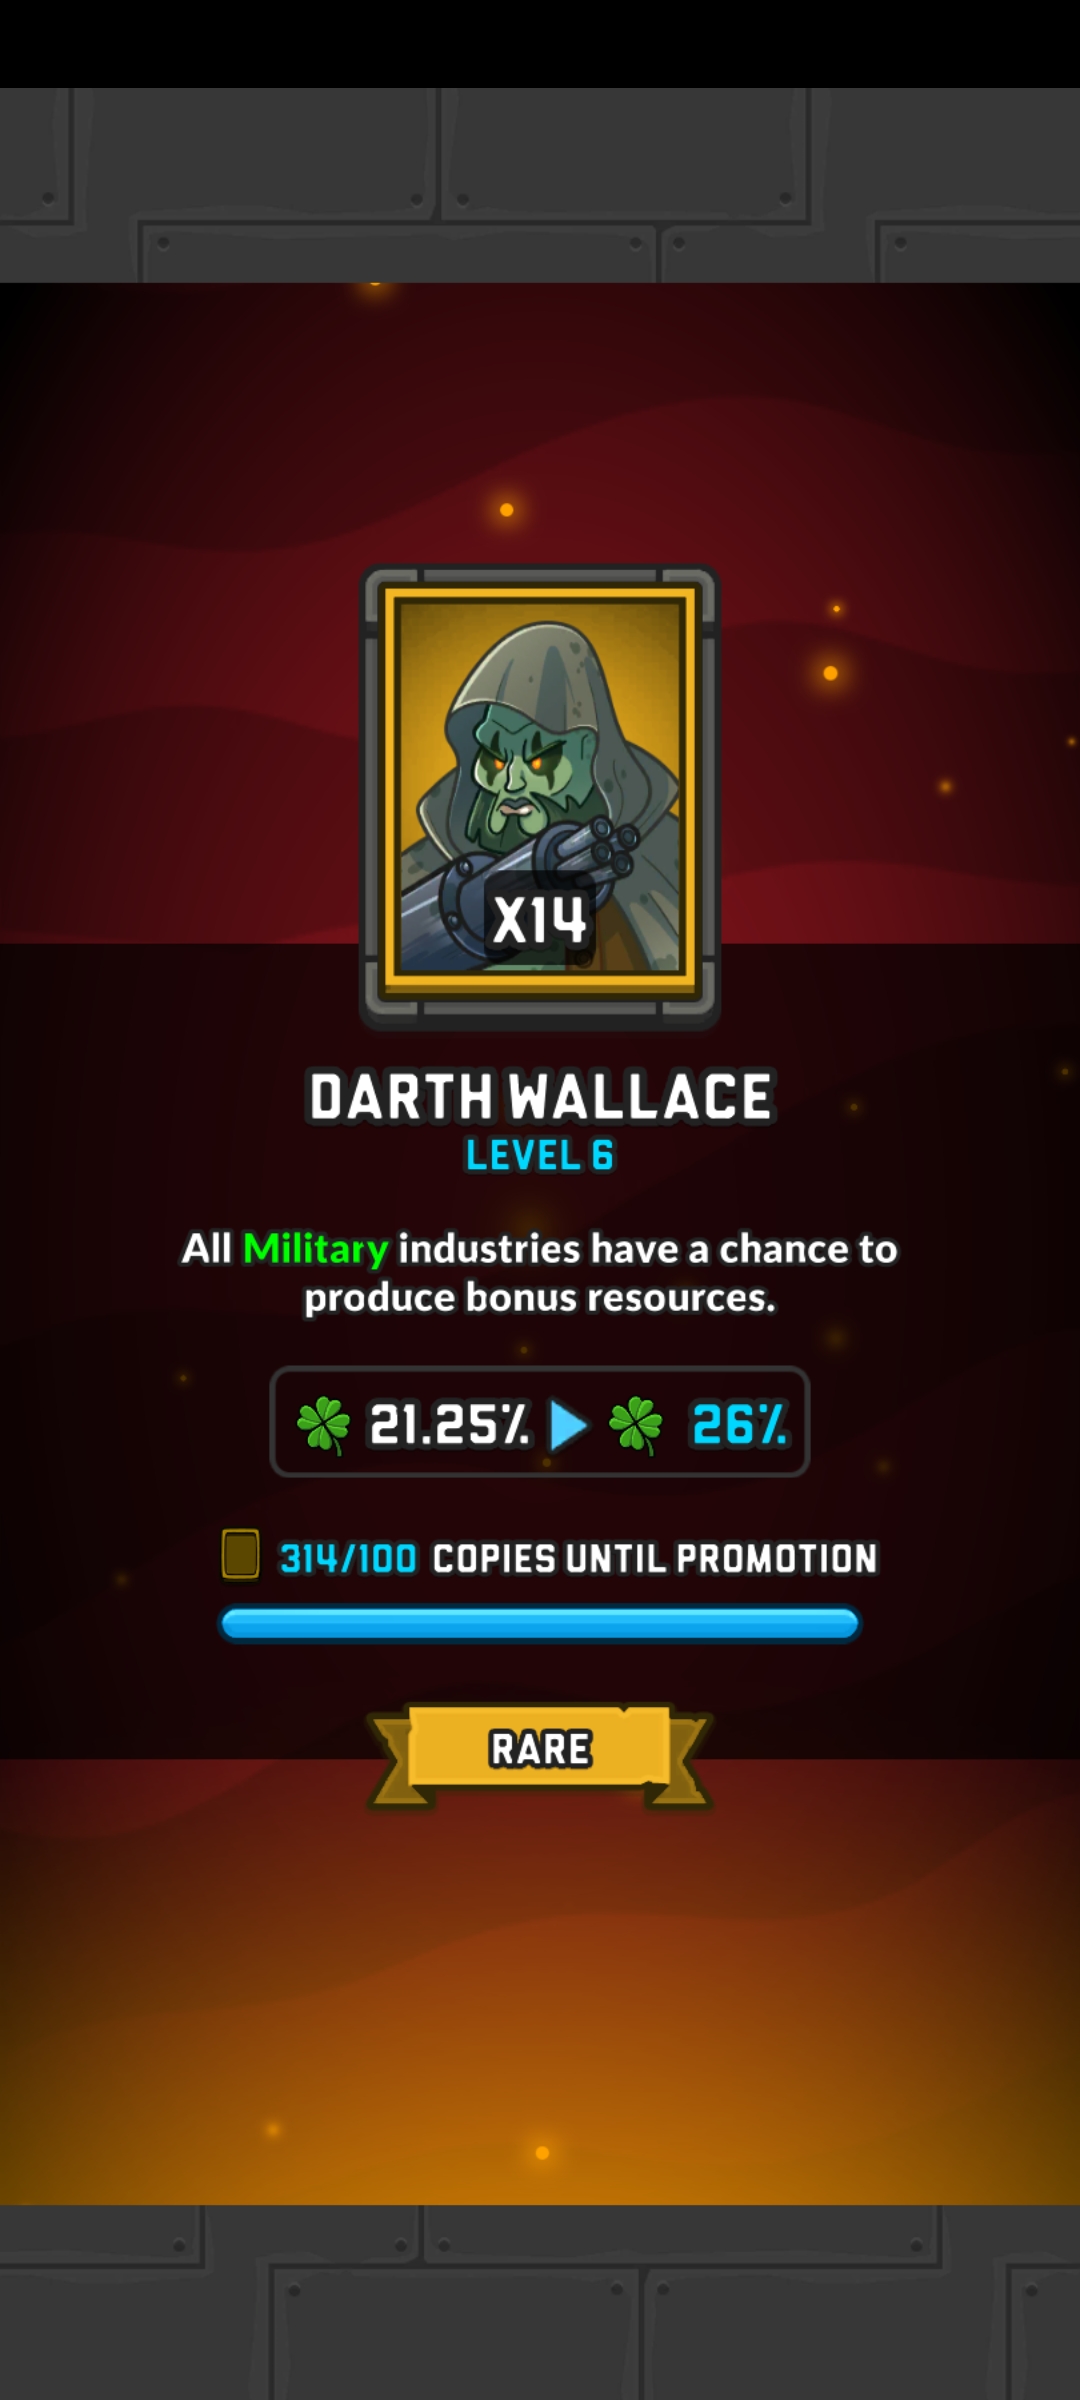 X14
DARTH WALLACE
LEVEL 6
All Military industries have a chance to
produce bonus resources.
21.25% 26%
314/100 COPIES UNTIL PROMOTION
RARE